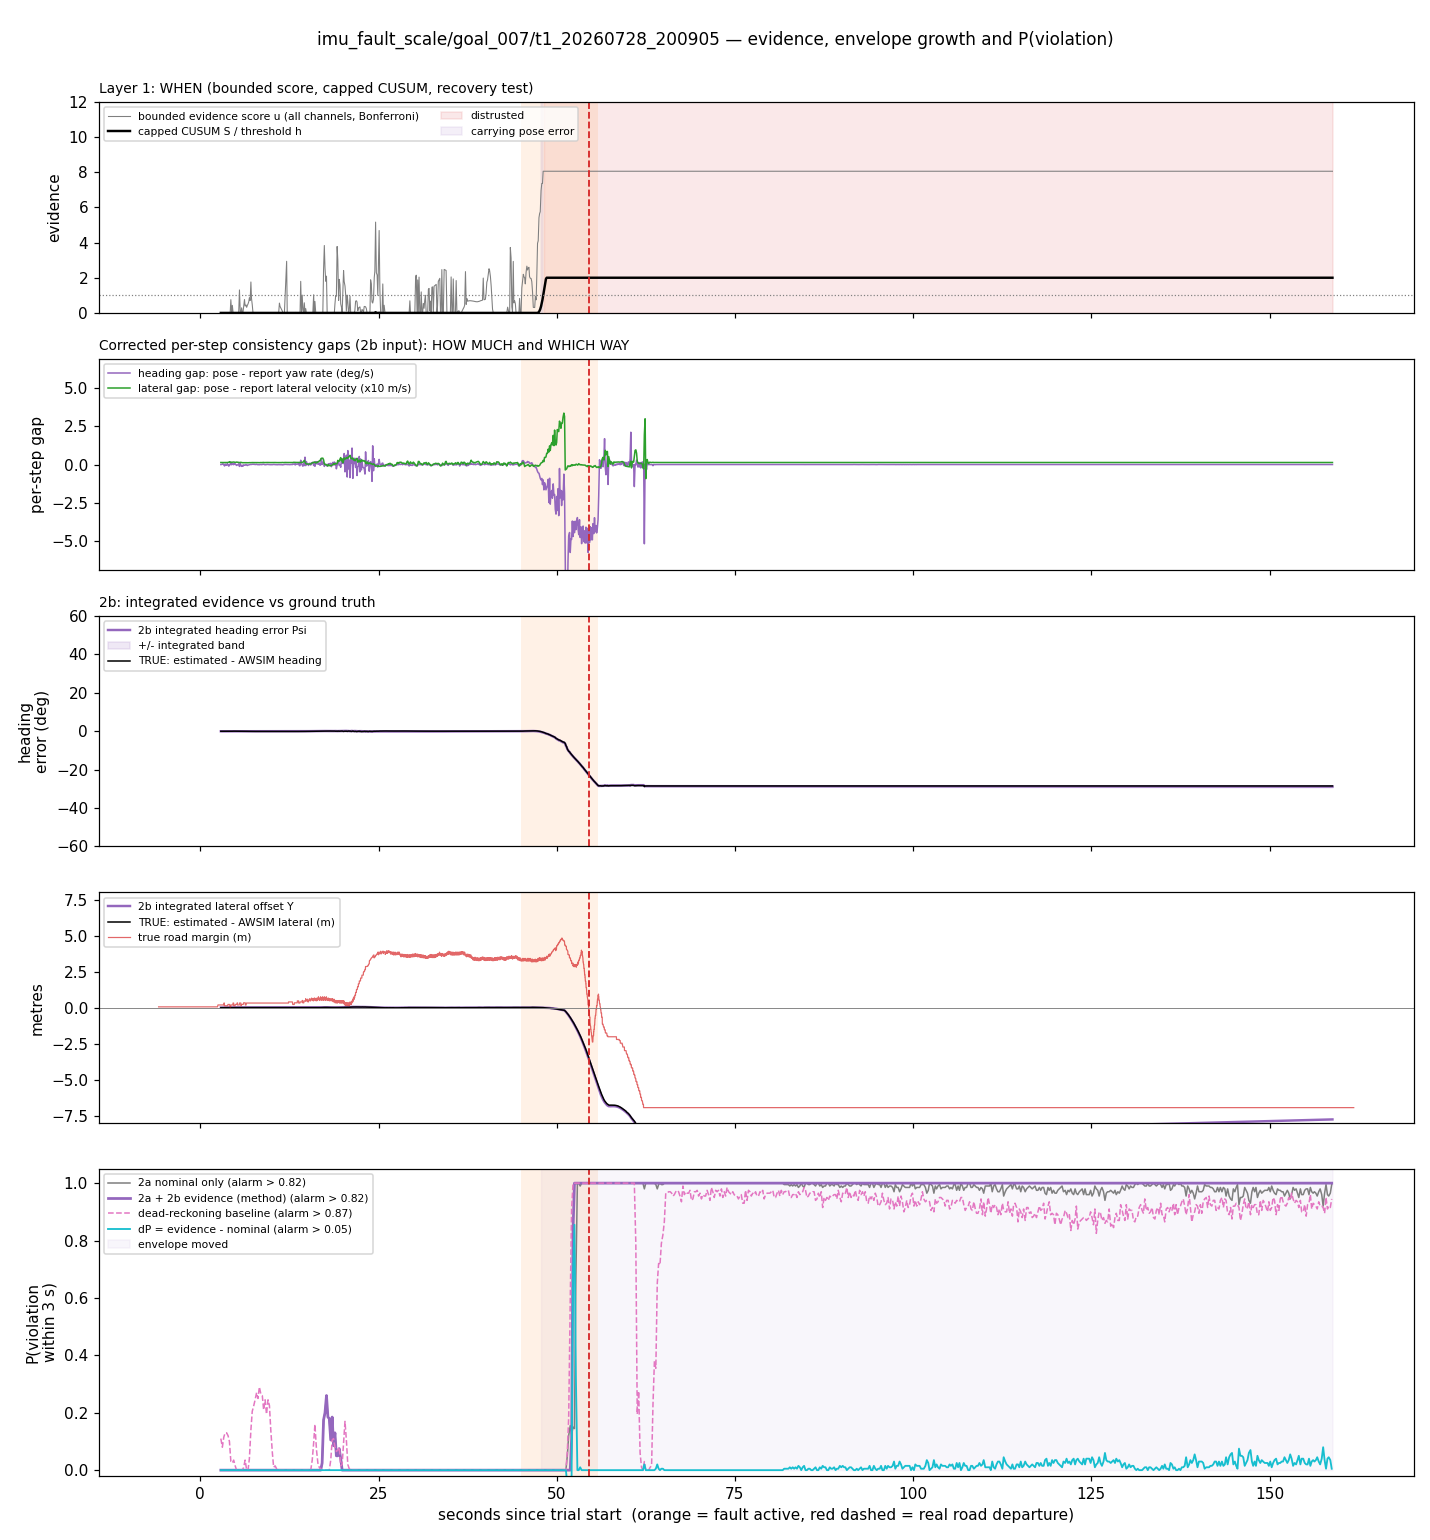 imu_fault_scale/goal_007/t1_20260728_200905 — evidence, envelope growth and P(violation)
Layer 1: WHEN (bounded score, capped CUSUM, recovery test)
bounded evidence score u (all channels, Bonferroni)
capped CUSUM S / threshold h
distrusted
carrying pose error
evidence
12
10
8
6
4
2
0
Corrected per-step consistency gaps (2b input): HOW MUCH and WHICH WAY
heading gap: pose - report yaw rate (deg/s)
lateral gap: pose - report lateral velocity (x10 m/s)
per-step gap
5.0
2.5
0.0
−2.5
−5.0
2b: integrated evidence vs ground truth
2b integrated heading error Psi
+/- integrated band
TRUE: estimated - AWSIM heading
heading
error (deg)
60
40
20
0
−20
−40
−60
2b integrated lateral offset Y
TRUE: estimated - AWSIM lateral (m)
true road margin (m)
metres
7.5
5.0
2.5
0.0
−2.5
−5.0
−7.5
2a nominal only (alarm > 0.82)
2a + 2b evidence (method) (alarm > 0.82)
dead-reckoning baseline (alarm > 0.87)
dP = evidence - nominal (alarm > 0.05)
envelope moved
P(violation
within 3 s)
1.0
0.8
0.6
0.4
0.2
0.0
0 25 50 75 100 125 150
seconds since trial start  (orange = fault active, red dashed = real road departure)